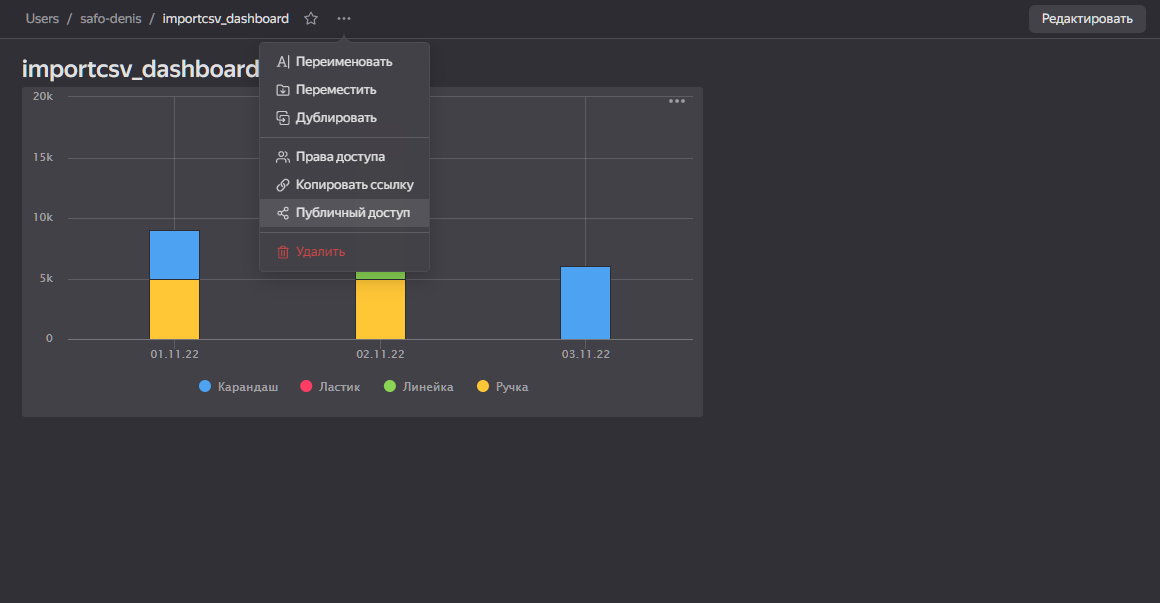 Users / safo-denis / importcsv_dashboard
Редактировать
importcsv_dashboard
Переименовать
Переместить
Дублировать
Права доступа
Копировать ссылку
Публичный доступ
Удалить
20k
15k
10k
5k
0
01.11.22 02.11.22 03.11.22
Карандаш Ластик Линейка Ручка